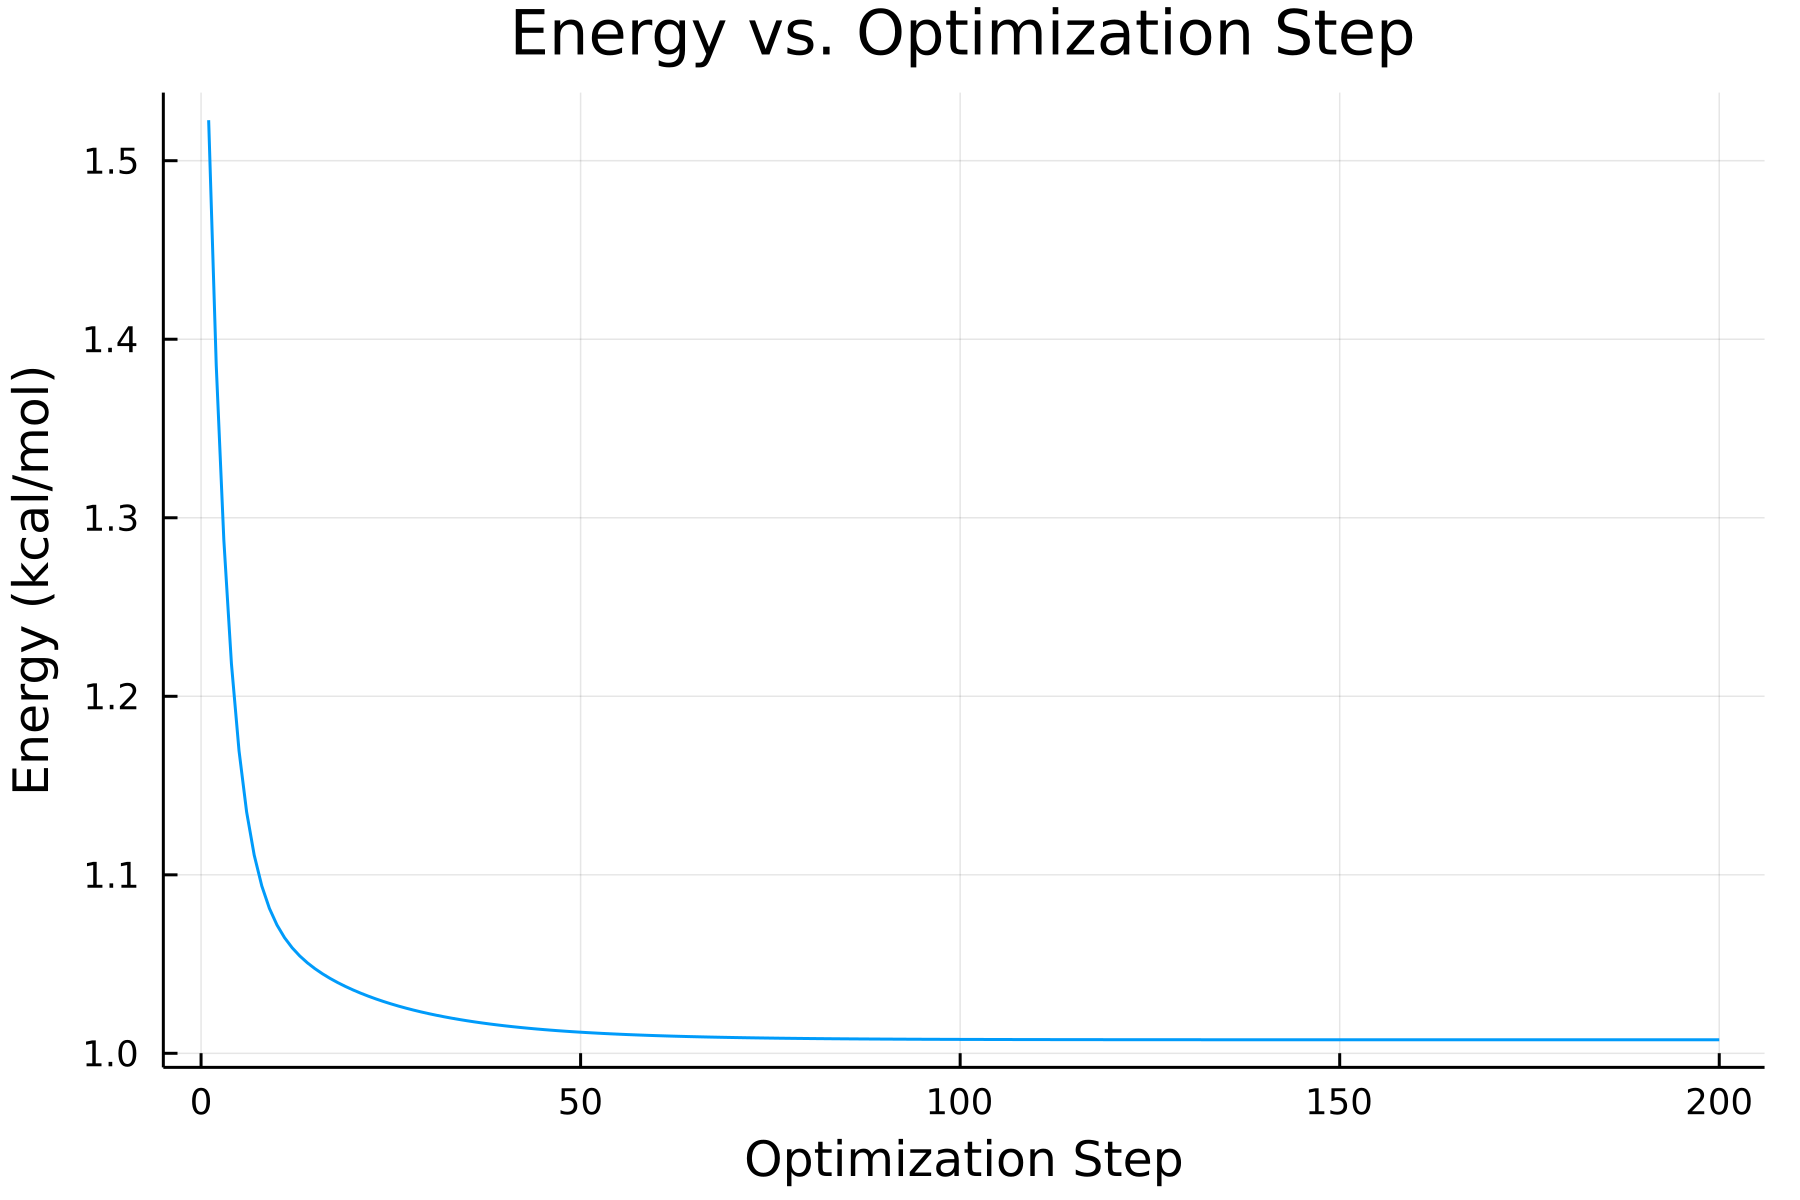 Energy vs. Optimization Step
Energy (kcal/mol)
1.5
1.4
1.3
1.2
1.1
1.0
0 50 100 150 200
Optimization Step